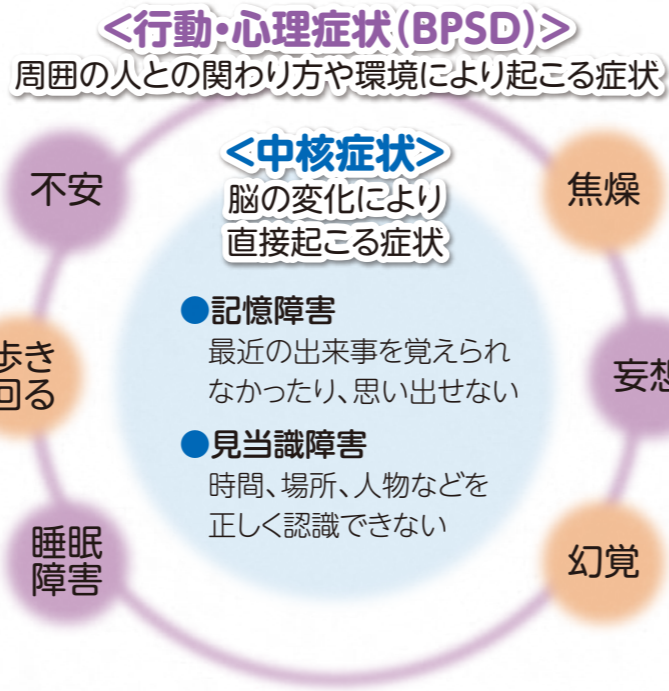 <行動・心理症状(BPSD)>
周囲の人との関わり方や環境により起こる症状
<中核症状>
脳の変化により
直接起こる症状
不安
焦燥
●記憶障害
最近の出来事を覚えられ
なかったり、思い出せない
歩き
回る
妄想
●見当識障害
時間、場所、人物などを
正しく認識できない
睡眠
障害
幻覚